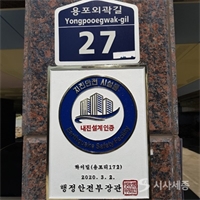 용포외곽길
Yongpooegwak-gil
27
지진안전 시설물
내진설계인증
2020. 3. 2.
행정안전부장관
시사세종